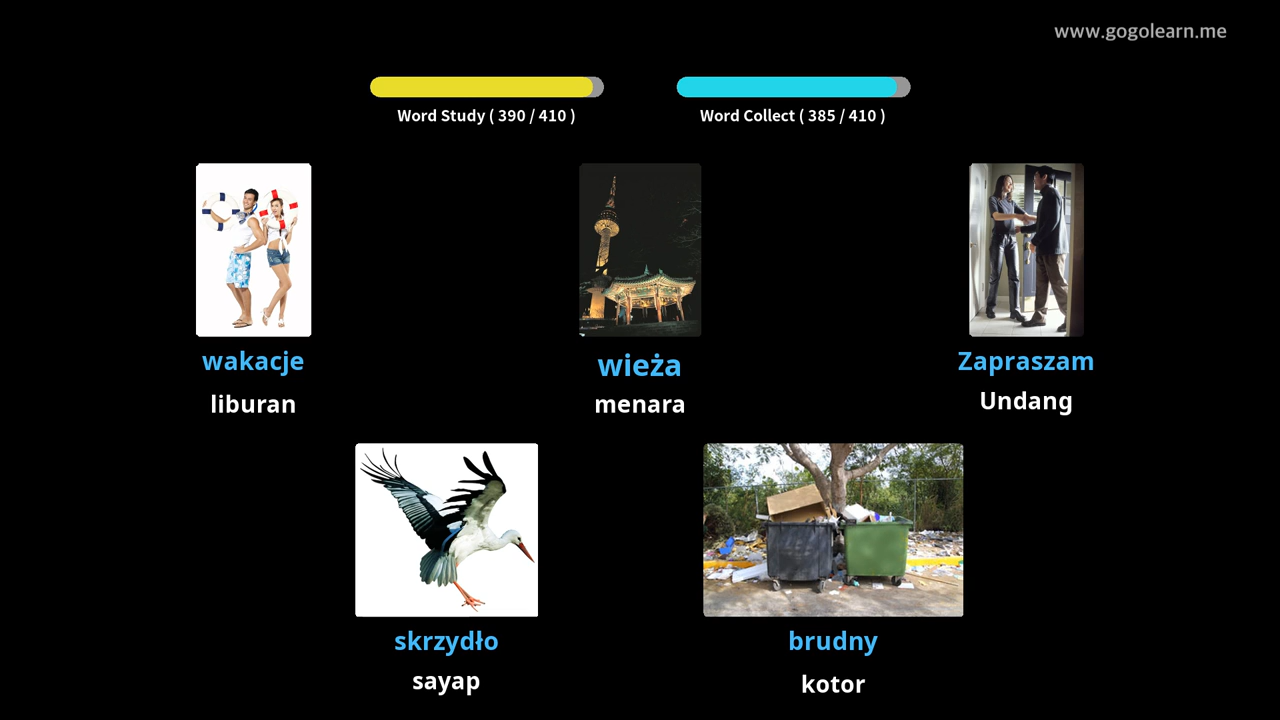 www.gogolearn.me
Word Study ( 390 / 410 )
Word Collect ( 385 / 410 )
wakacje
liburan
wieża
menara
Zapraszam
Undang
skrzydło
sayap
brudny
kotor